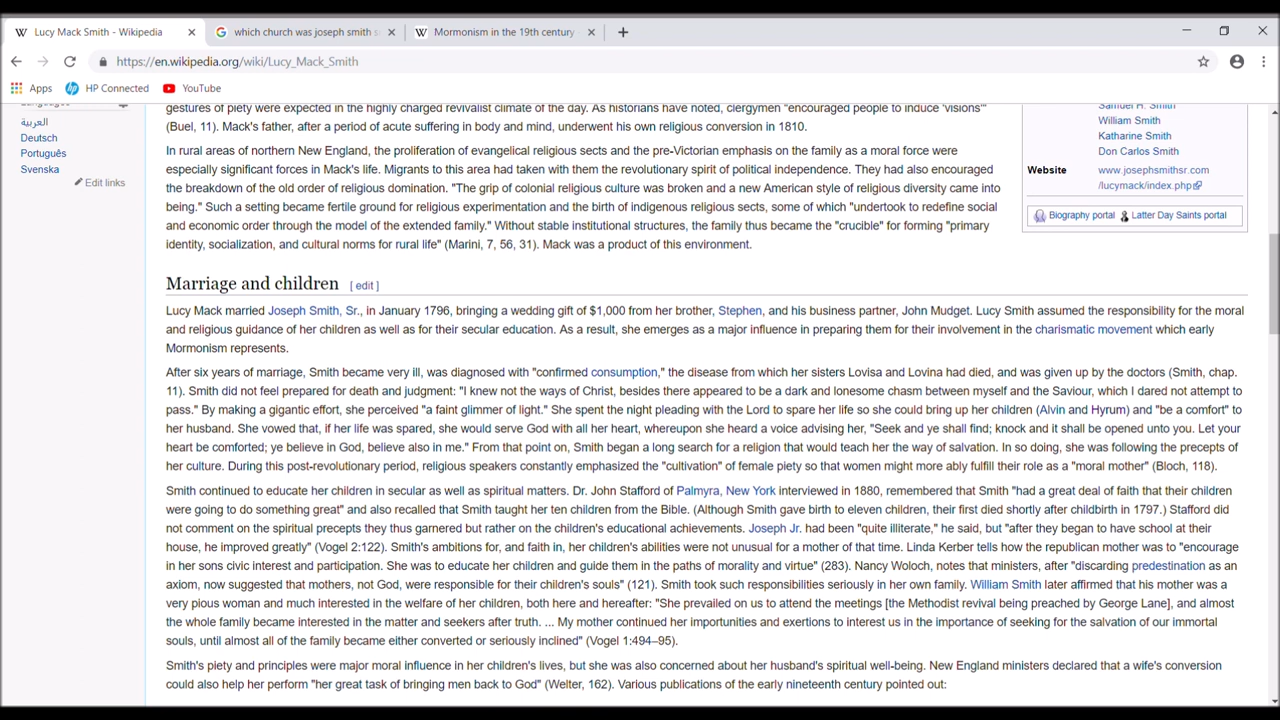 Lucy Mack Smith - Wikipedia
which church was joseph smith s
Mormonism in the 19th century
https://en.wikipedia.org/wiki/Lucy_Mack_Smith
Apps
HP Connected
YouTube
Languages
العربية
Deutsch
Português
Svenska
Edit links
gestures of piety were expected in the highly charged revivalist climate of the day. As historians have noted, clergymen "encouraged people to induce 'visions'"
(Buel, 11). Mack's father, after a period of acute suffering in body and mind, underwent his own religious conversion in 1810.
In rural areas of northern New England, the proliferation of evangelical religious sects and the pre-Victorian emphasis on the family as a moral force were
especially significant forces in Mack's life. Migrants to this area had taken with them the revolutionary spirit of political independence. They had also encouraged
the breakdown of the old order of religious domination. "The grip of colonial religious culture was broken and a new American style of religious diversity came into
being." Such a setting became fertile ground for religious experimentation and the birth of indigenous religious sects, some of which "undertook to redefine social
and economic order through the model of the extended family." Without stable institutional structures, the family thus became the "crucible" for forming "primary
identity, socialization, and cultural norms for rural life" (Marini, 7, 56, 31). Mack was a product of this environment.
Samuel H. Smith
William Smith
Katharine Smith
Don Carlos Smith
Website www.josephsmithsr.com
/lucymack/index.php
Biography portal Latter Day Saints portal
Marriage and children [ edit ]
Lucy Mack married Joseph Smith, Sr., in January 1796, bringing a wedding gift of $1,000 from her brother, Stephen, and his business partner, John Mudget. Lucy Smith assumed the responsibility for the moral
and religious guidance of her children as well as for their secular education. As a result, she emerges as a major influence in preparing them for their involvement in the charismatic movement which early
Mormonism represents.
After six years of marriage, Smith became very ill, was diagnosed with "confirmed consumption," the disease from which her sisters Lovisa and Lovina had died, and was given up by the doctors (Smith, chap.
11). Smith did not feel prepared for death and judgment: "I knew not the ways of Christ, besides there appeared to be a dark and lonesome chasm between myself and the Saviour, which I dared not attempt to
pass." By making a gigantic effort, she perceived "a faint glimmer of light." She spent the night pleading with the Lord to spare her life so she could bring up her children (Alvin and Hyrum) and "be a comfort" to
her husband. She vowed that, if her life was spared, she would serve God with all her heart, whereupon she heard a voice advising her, "Seek and ye shall find; knock and it shall be opened unto you. Let your
heart be comforted; ye believe in God, believe also in me." From that point on, Smith began a long search for a religion that would teach her the way of salvation. In so doing, she was following the precepts of
her culture. During this post-revolutionary period, religious speakers constantly emphasized the "cultivation" of female piety so that women might more ably fulfill their role as a "moral mother" (Bloch, 118).
Smith continued to educate her children in secular as well as spiritual matters. Dr. John Stafford of Palmyra, New York interviewed in 1880, remembered that Smith "had a great deal of faith that their children
were going to do something great" and also recalled that Smith taught her ten children from the Bible. (Although Smith gave birth to eleven children, their first died shortly after childbirth in 1797.) Stafford did
not comment on the spiritual precepts they thus garnered but rather on the children's educational achievements. Joseph Jr. had been "quite illiterate," he said, but "after they began to have school at their
house, he improved greatly" (Vogel 2:122). Smith's ambitions for, and faith in, her children's abilities were not unusual for a mother of that time. Linda Kerber tells how the republican mother was to "encourage
in her sons civic interest and participation. She was to educate her children and guide them in the paths of morality and virtue" (283). Nancy Woloch, notes that ministers, after "discarding predestination as an
axiom, now suggested that mothers, not God, were responsible for their children's souls" (121). Smith took such responsibilities seriously in her own family. William Smith later affirmed that his mother was a
very pious woman and much interested in the welfare of her children, both here and hereafter: "She prevailed on us to attend the meetings [the Methodist revival being preached by George Lane], and almost
the whole family became interested in the matter and seekers after truth. ... My mother continued her importunities and exertions to interest us in the importance of seeking for the salvation of our immortal
souls, until almost all of the family became either converted or seriously inclined" (Vogel 1:494–95).
Smith's piety and principles were major moral influence in her children's lives, but she was also concerned about her husband's spiritual well-being. New England ministers declared that a wife's conversion
could also help her perform "her great task of bringing men back to God" (Welter, 162). Various publications of the early nineteenth century pointed out: